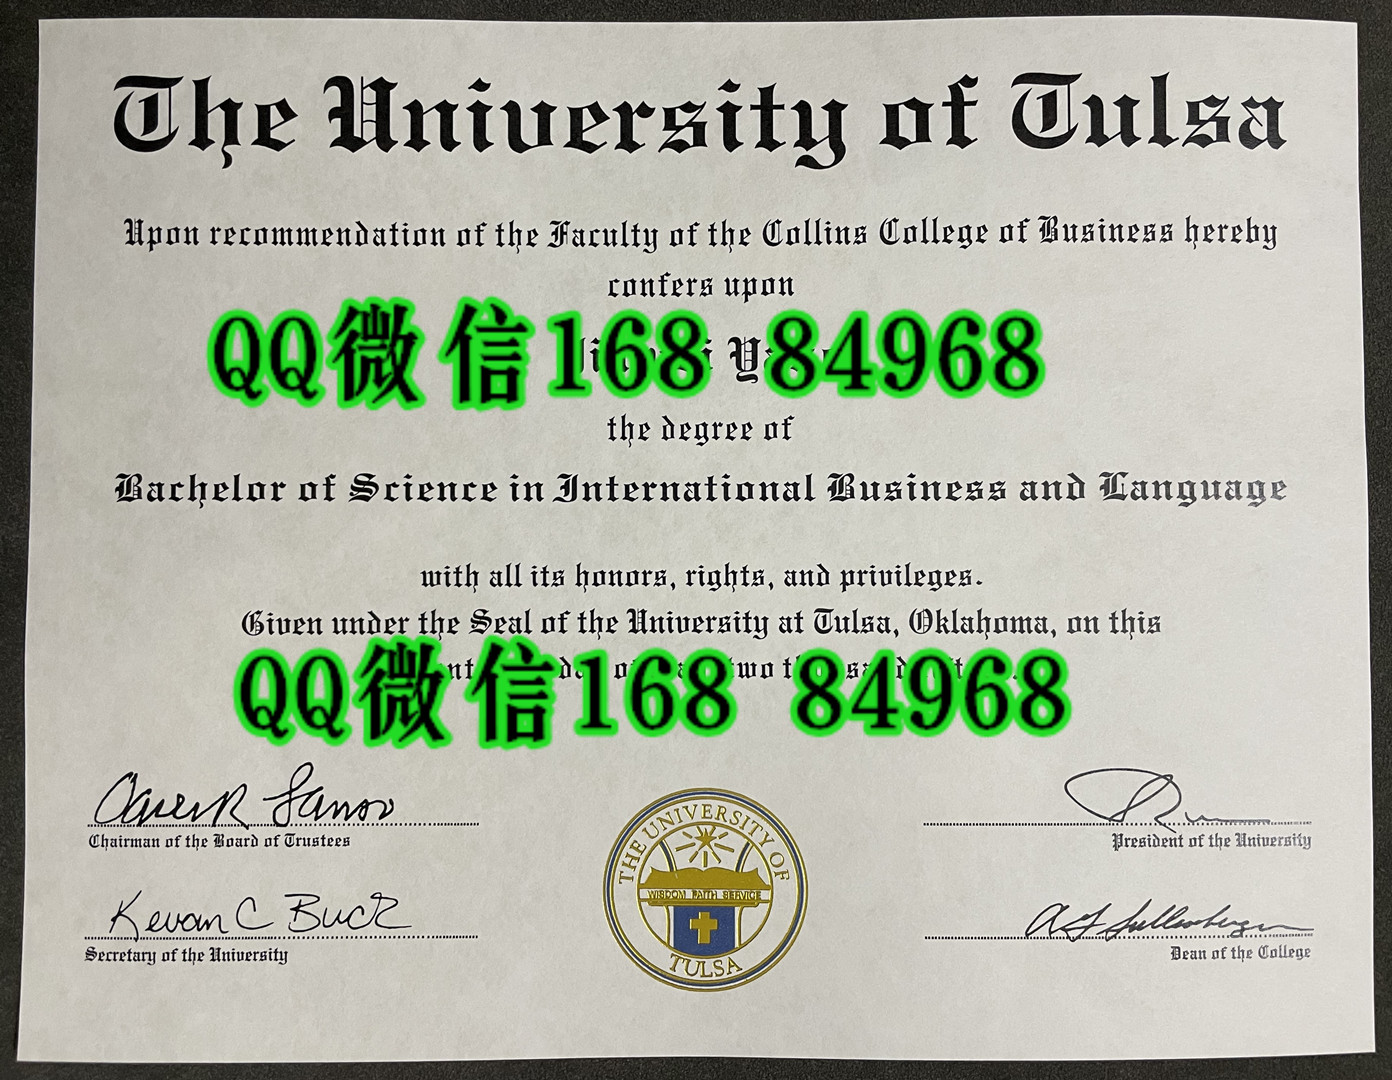 The University of Tulsa
Upon recommendation of the Faculty of the Collins College of Business hereby
confers upon
QQ微信168 84968
the degree of
Bachelor of Science in International Business and Language
with all its honors, rights, and privileges.
Given under the Seal of the University at Tulsa, Oklahoma, on this
two
QQ微信168 84968
Chairman of the Board of Trustees
President of the University
THE UNIVERSITY OF
WISDOM FAITH SERVICE
TULSA
Kevan C Buck
Secretary of the University
Dean of the College